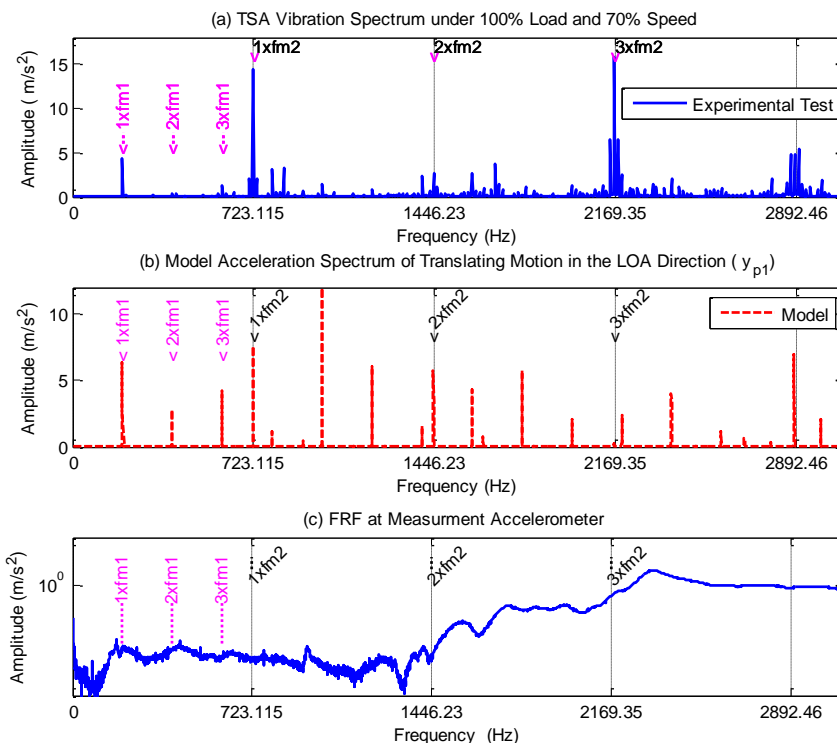 (a) TSA Vibration Spectrum under 100% Load and 70% Speed
Amplitude ( m/s²)
15
10
5
0
<·· 1xfm1
<·· 2xfm1
<·· 3xfm1
1xfm2
2xfm2
3xfm2
Experimental Test
0
723.115
1446.23
2169.35
2892.46
Frequency (Hz)
(b) Model Acceleration Spectrum of Translating Motion in the LOA Direction ( y_p1)
Amplitude (m/s²)
10
5
0
< 1xfm1
< 2xfm1
< 3xfm1
< 1xfm2
< 2xfm2
< 3xfm2
Model
0
723.115
1446.23
2169.35
2892.46
Frequency (Hz)
(c) FRF at Measurment Accelerometer
Amplitude (m/s²)
10⁰
1xfm1
2xfm1
3xfm1
1xfm2
2xfm2
3xfm2
0
723.115
1446.23
2169.35
2892.46
Frequency (Hz)